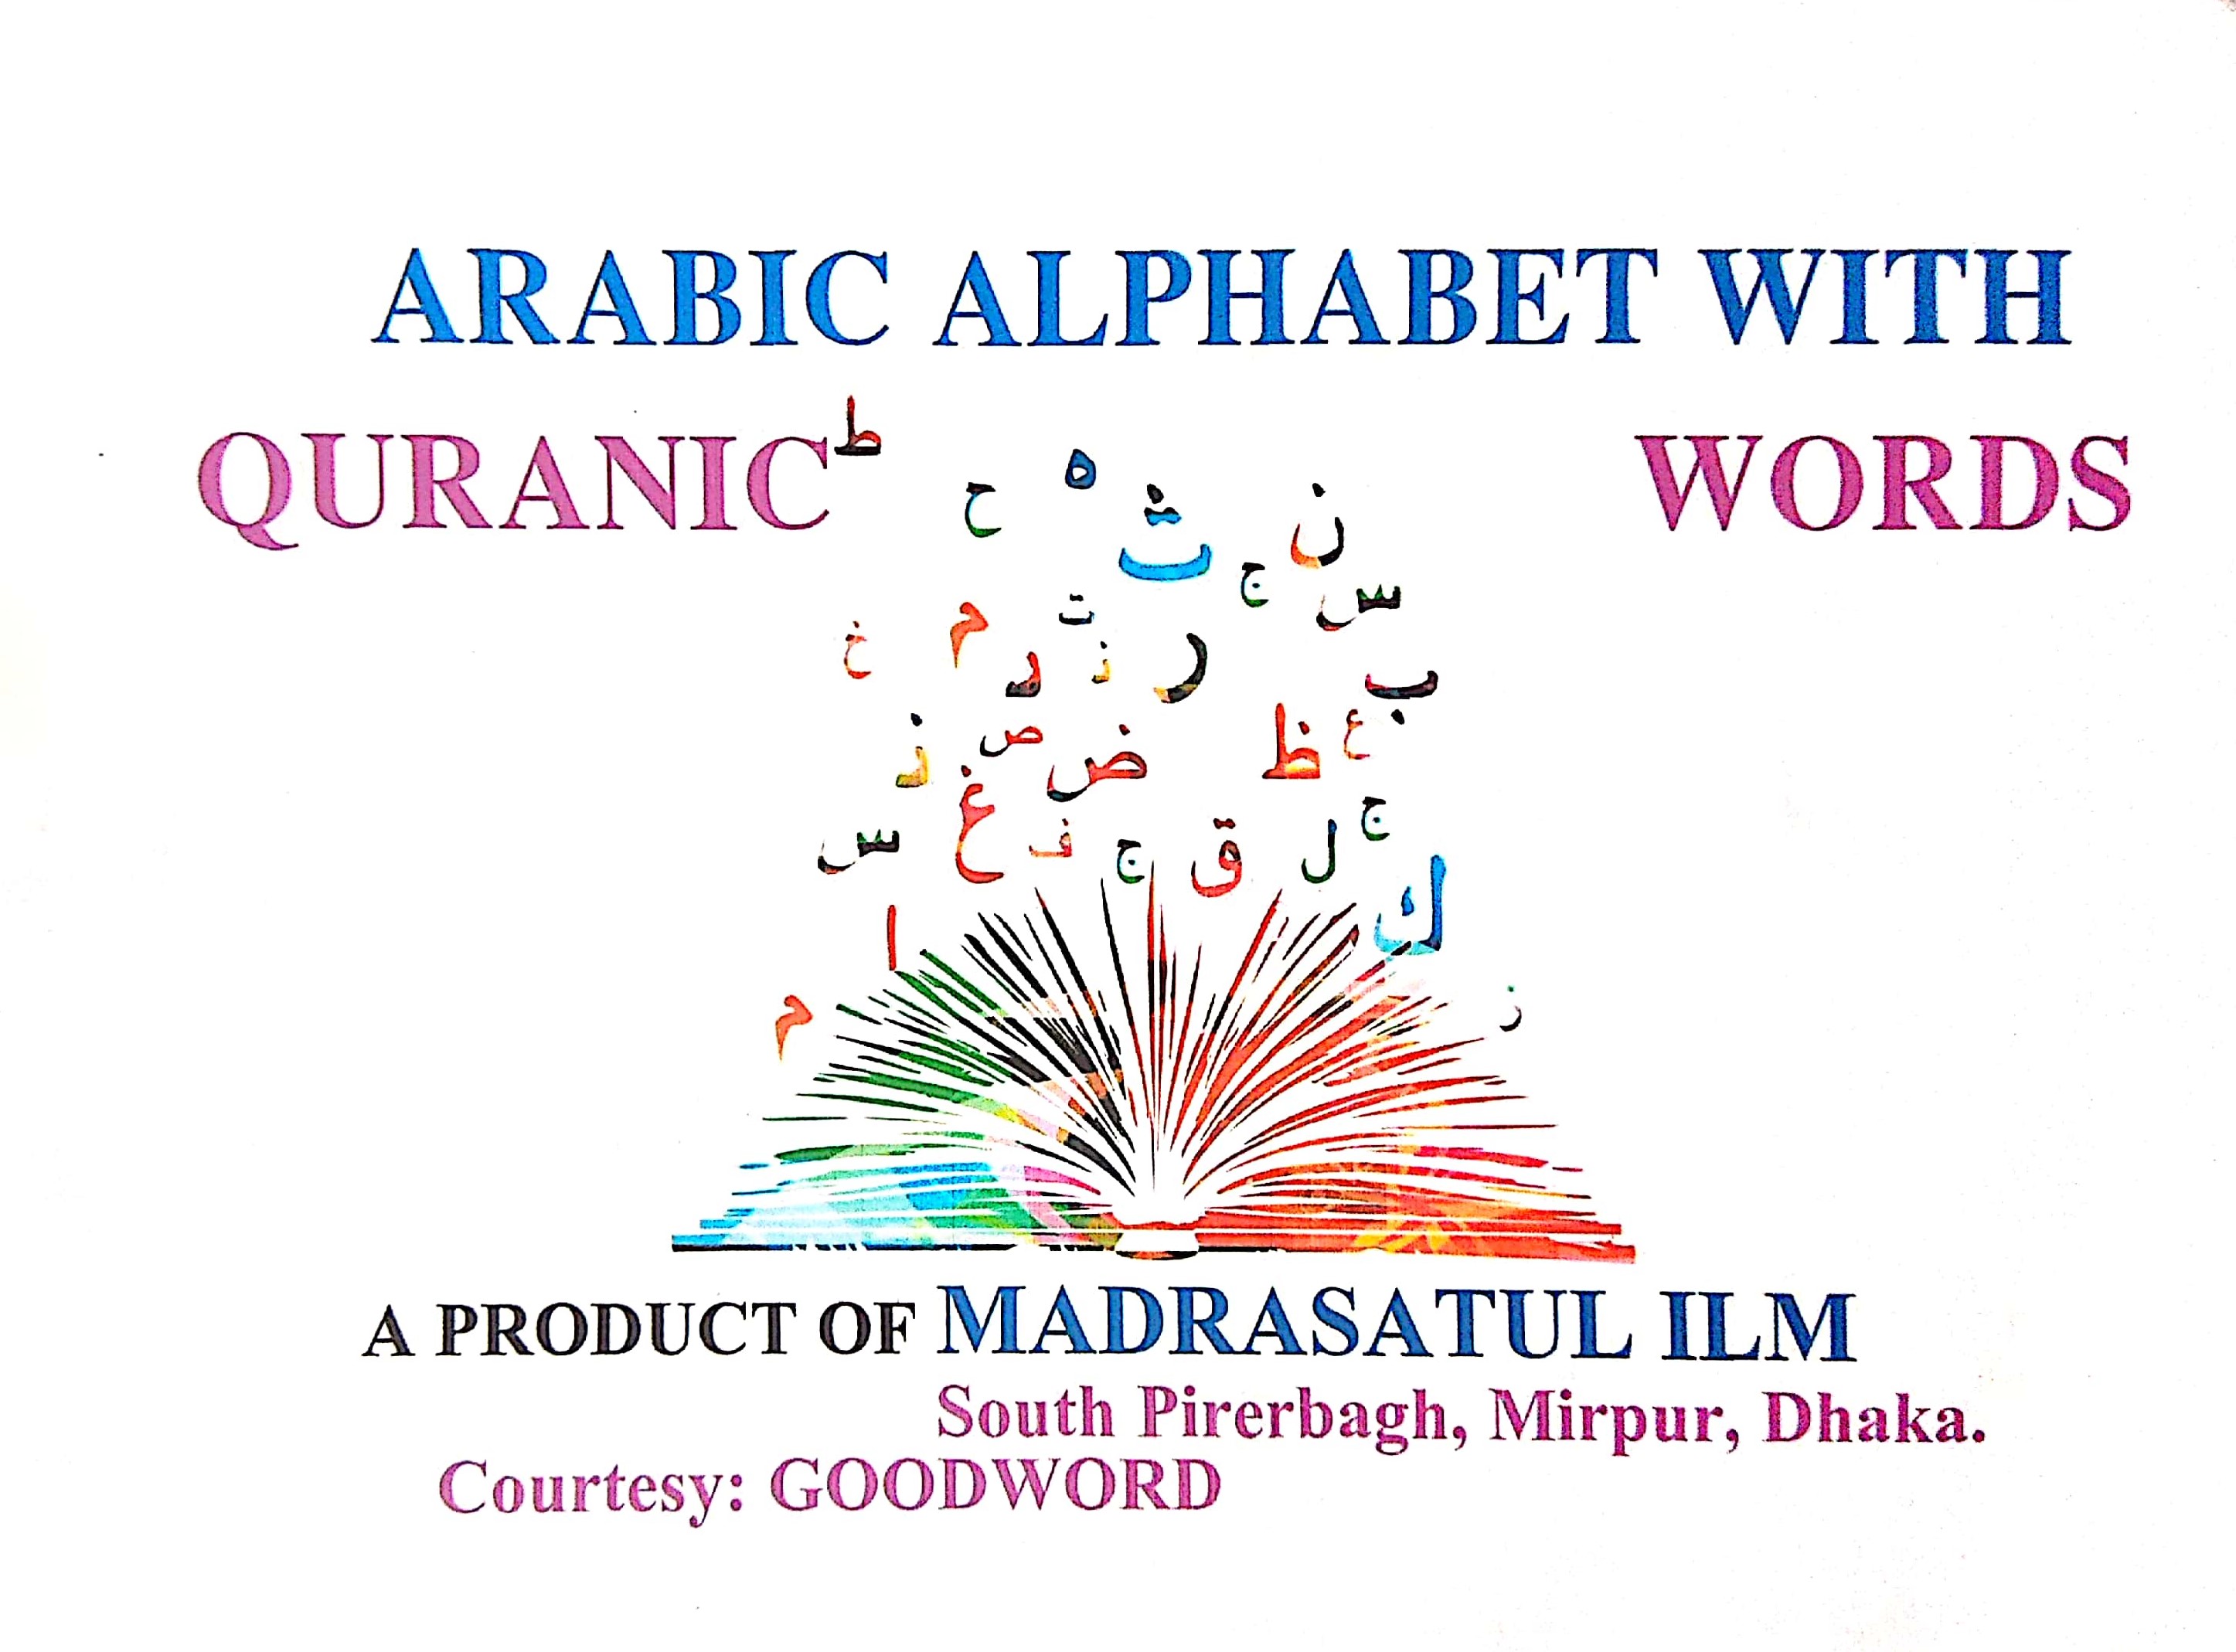 ARABIC ALPHABET WITH
QURANIC WORDS
ط
ح ه ث ن
ج س
خ م د ت ز ر ب
ذ ص ض ظ ع
س غ ف ج ق ل ج
ا ك
م ز
A PRODUCT OF MADRASATUL ILM
South Pirerbagh, Mirpur, Dhaka.
Courtesy: GOODWORD